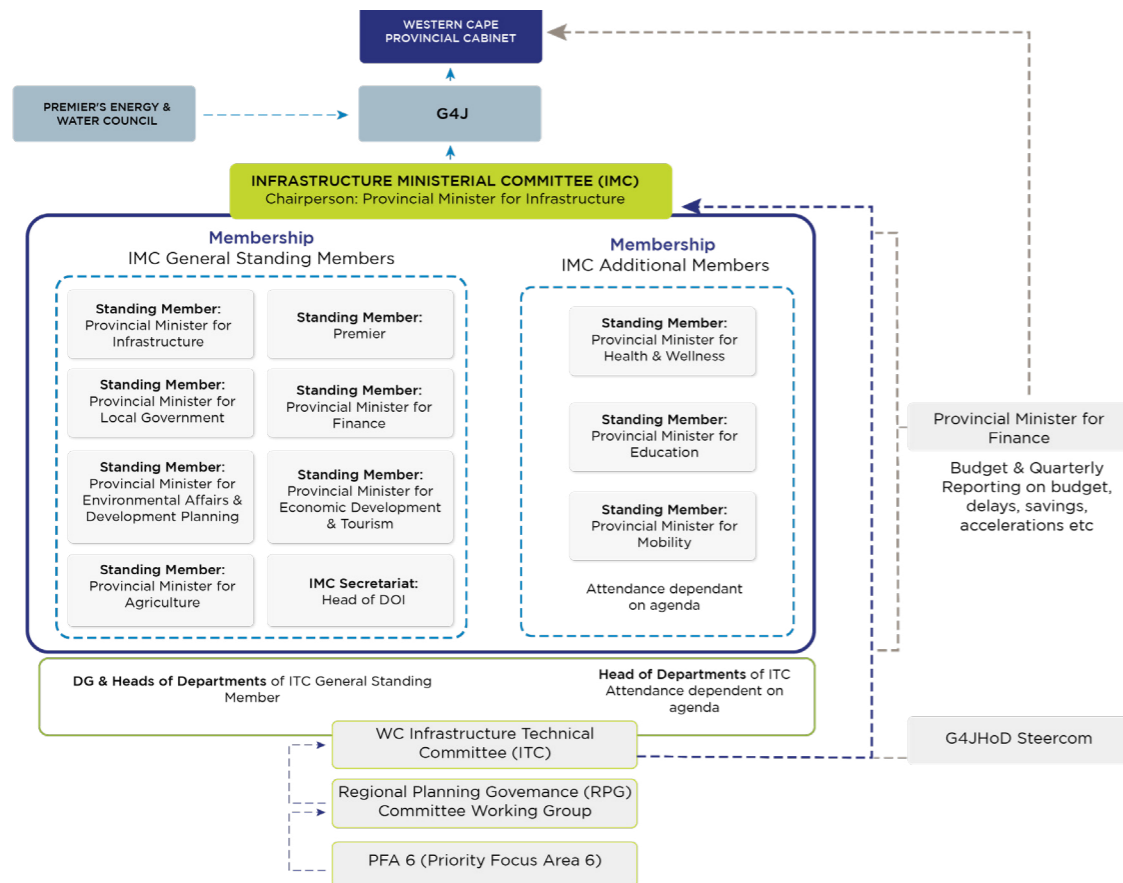 WESTERN CAPE
PROVINCIAL CABINET
PREMIER'S ENERGY &
WATER COUNCIL
G4J
INFRASTRUCTURE MINISTERIAL COMMITTEE (IMC)
Chairperson: Provincial Minister for Infrastructure
Membership
IMC General Standing Members
Standing Member:
Provincial Minister for
Infrastructure
Standing Member:
Premier
Standing Member:
Provincial Minister for
Local Government
Standing Member:
Provincial Minister for
Finance
Standing Member:
Provincial Minister for
Environmental Affairs &
Development Planning
Standing Member:
Provincial Minister for
Economic Development
& Tourism
Standing Member:
Provincial Minister for
Agriculture
IMC Secretariat:
Head of DOI
Membership
IMC Additional Members
Standing Member:
Provincial Minister for
Health & Wellness
Standing Member:
Provincial Minister for
Education
Standing Member:
Provincial Minister for
Mobility
Attendance dependant
on agenda
Provincial Minister for
Finance
Budget & Quarterly
Reporting on budget,
delays, savings,
accelerations etc
DG & Heads of Departments of ITC General Standing
Member
Head of Departments of ITC
Attendance dependent on
agenda
WC Infrastructure Technical
Committee (ITC)
G4JHoD Steercom
Regional Planning Govenance (RPG)
Committee Working Group
PFA 6 (Priority Focus Area 6)